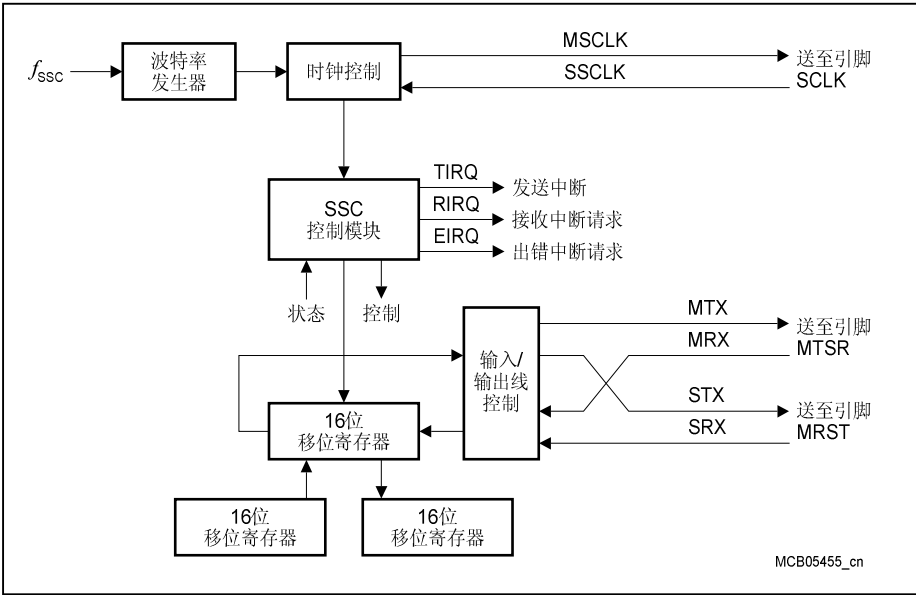 MSCLK
波特率
发生器
时钟控制
送至引脚
SCLK
fSSC
SSCLK
TIRQ
发送中断
SSC
控制模块
RIRQ
接收中断请求
EIRQ
出错中断请求
状态
控制
MTX
送至引脚
MTSR
MRX
输入/
输出线
控制
STX
送至引脚
MRST
SRX
16位
移位寄存器
16位
移位寄存器
16位
移位寄存器
MCB05455_cn